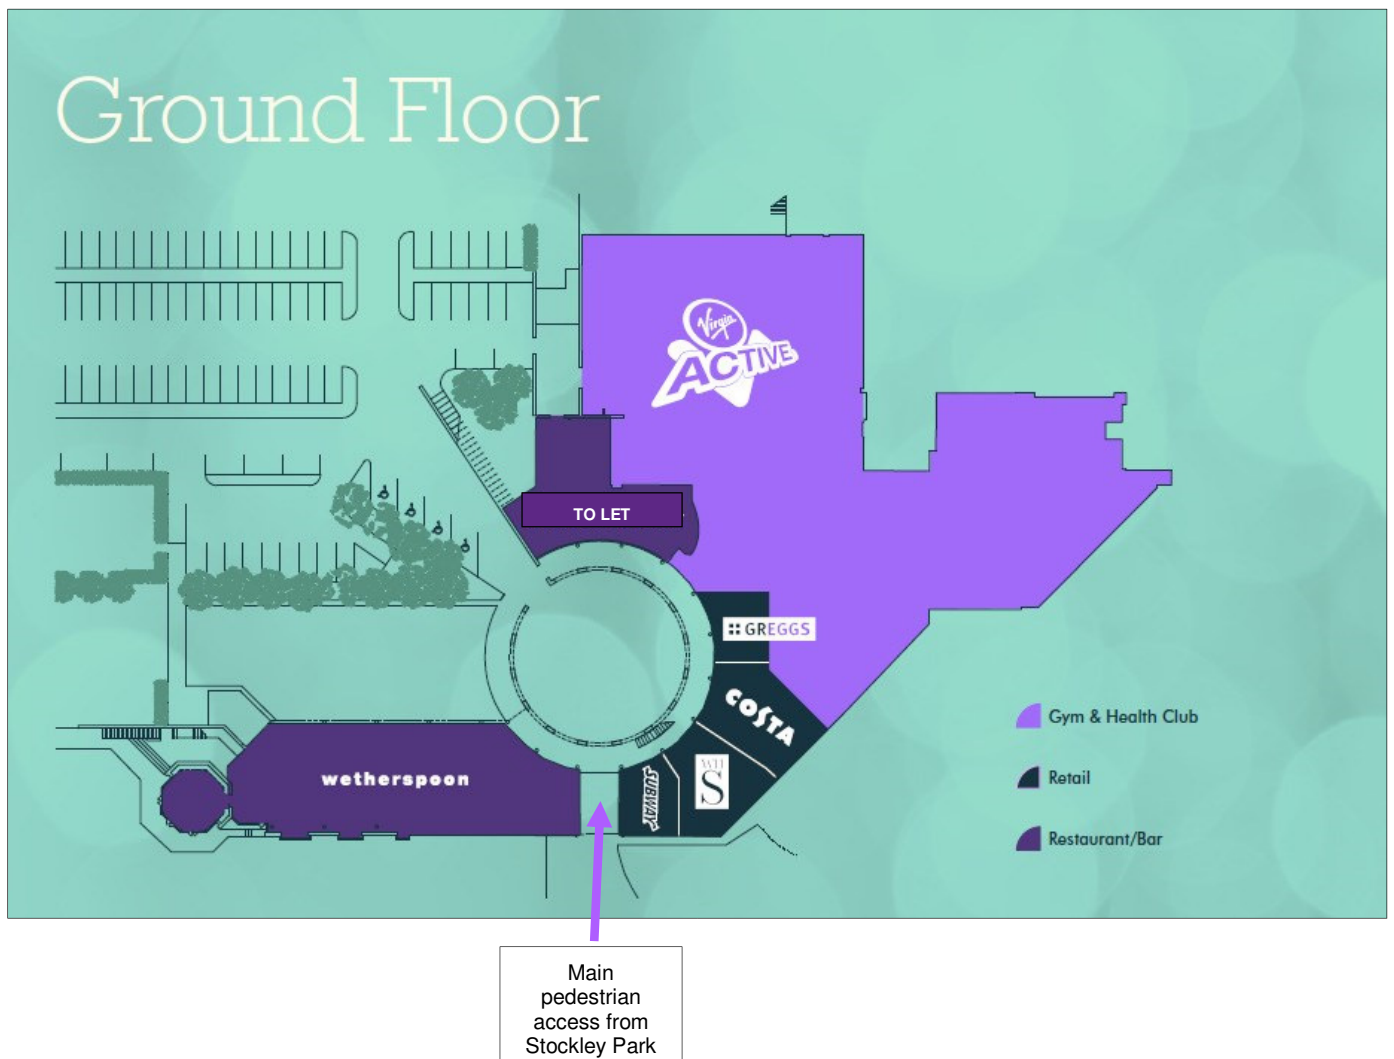 Ground Floor
Virgin
ACTIVE
TO LET
GREGGS
COSTA
WH
S
SUBWAY
wetherspoon
Gym & Health Club
Retail
Restaurant/Bar
Main
pedestrian
access from
Stockley Park